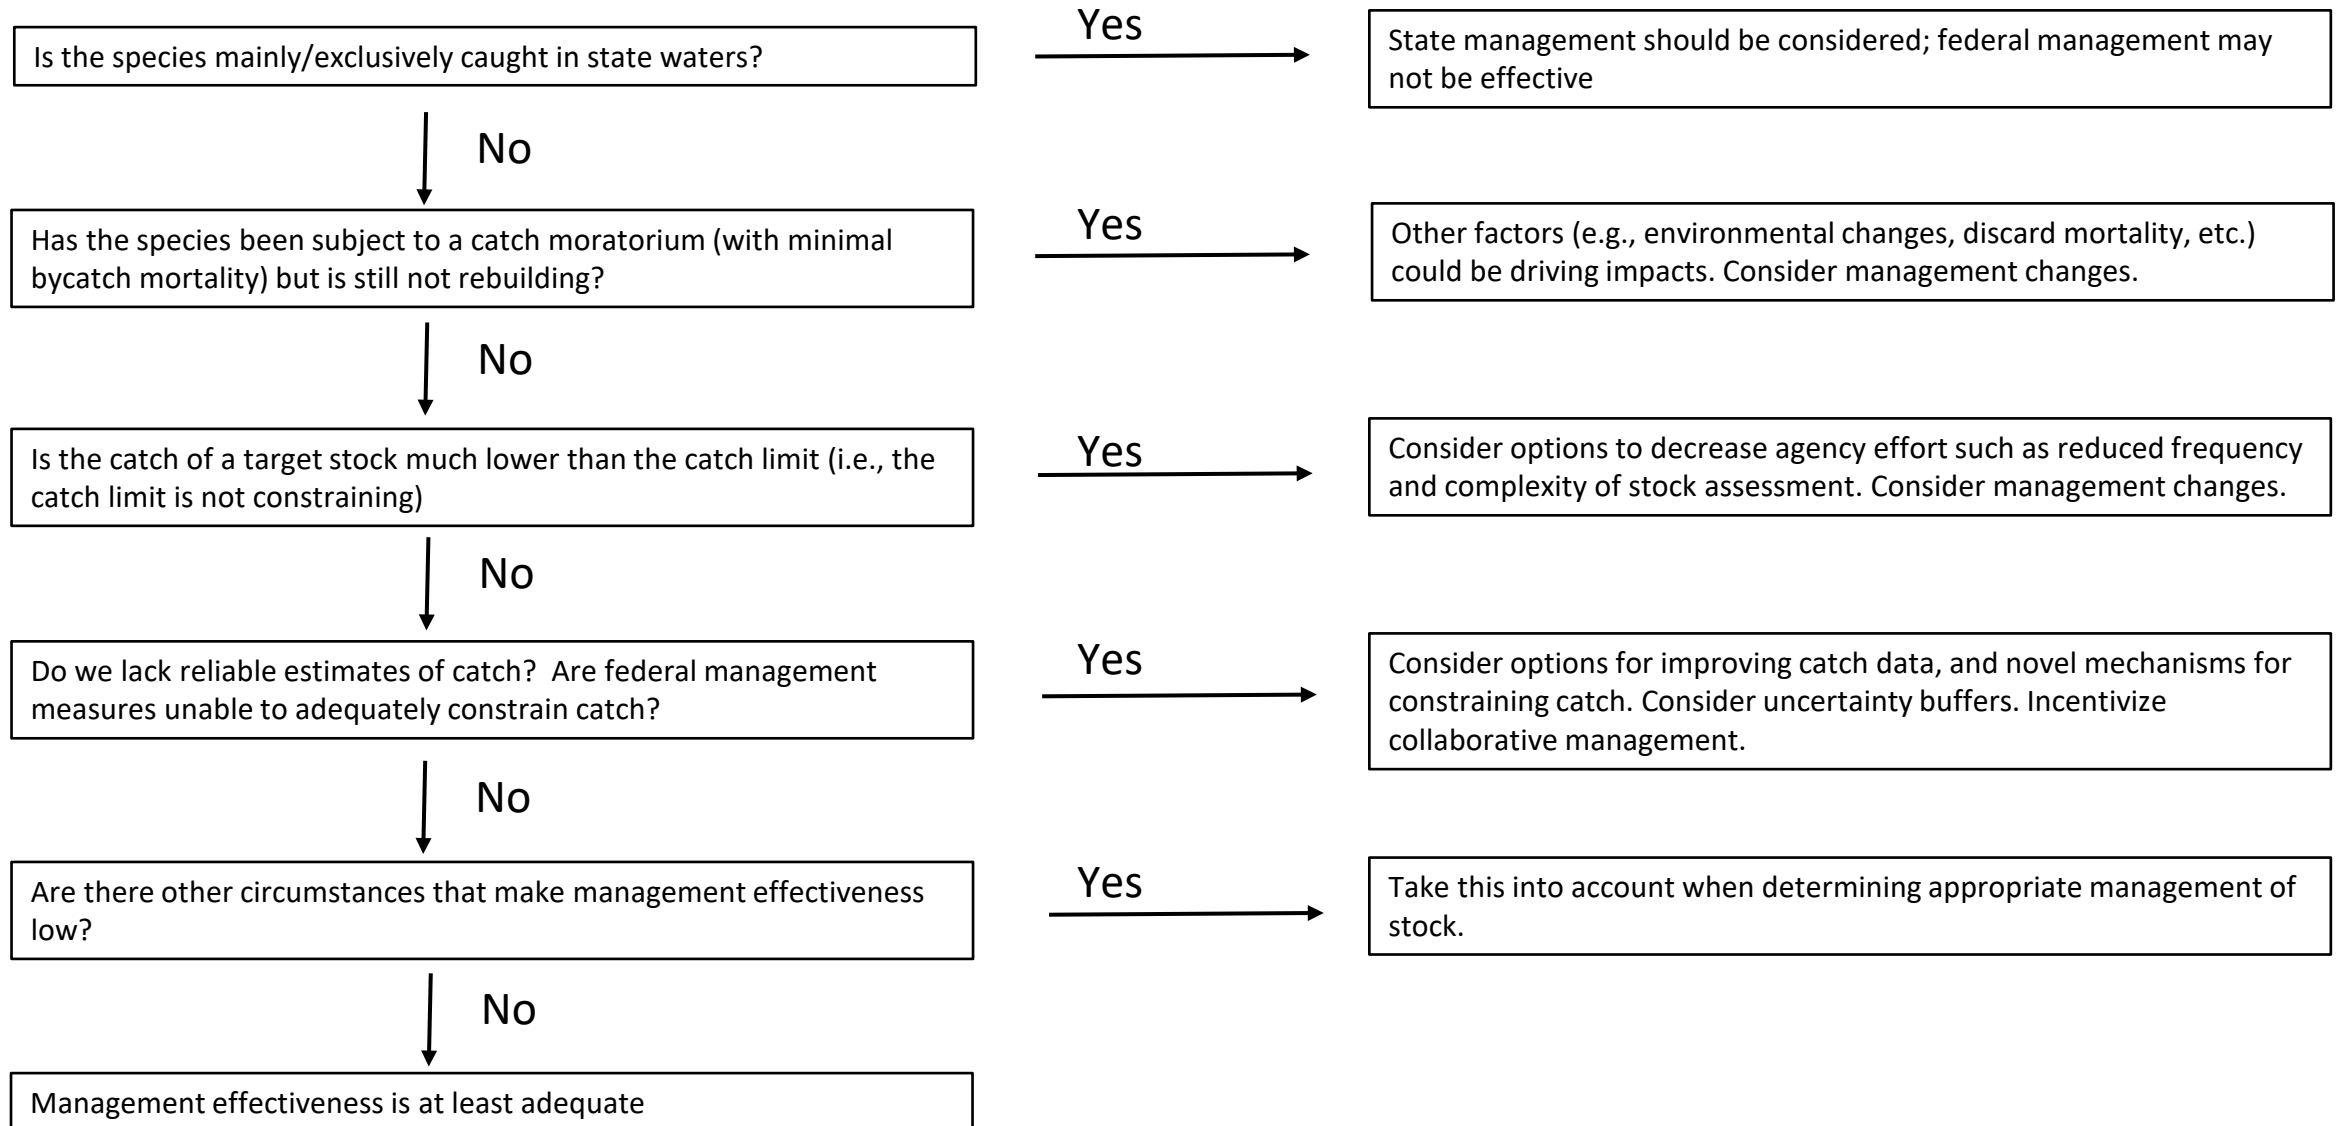 Is the species mainly/exclusively caught in state waters?
Yes
State management should be considered; federal management may
not be effective
No
Has the species been subject to a catch moratorium (with minimal
bycatch mortality) but is still not rebuilding?
Yes
Other factors (e.g., environmental changes, discard mortality, etc.)
could be driving impacts. Consider management changes.
No
Is the catch of a target stock much lower than the catch limit (i.e., the
catch limit is not constraining)
Yes
Consider options to decrease agency effort such as reduced frequency
and complexity of stock assessment. Consider management changes.
No
Do we lack reliable estimates of catch?  Are federal management
measures unable to adequately constrain catch?
Yes
Consider options for improving catch data, and novel mechanisms for
constraining catch. Consider uncertainty buffers. Incentivize
collaborative management.
No
Are there other circumstances that make management effectiveness
low?
Yes
Take this into account when determining appropriate management of
stock.
No
Management effectiveness is at least adequate